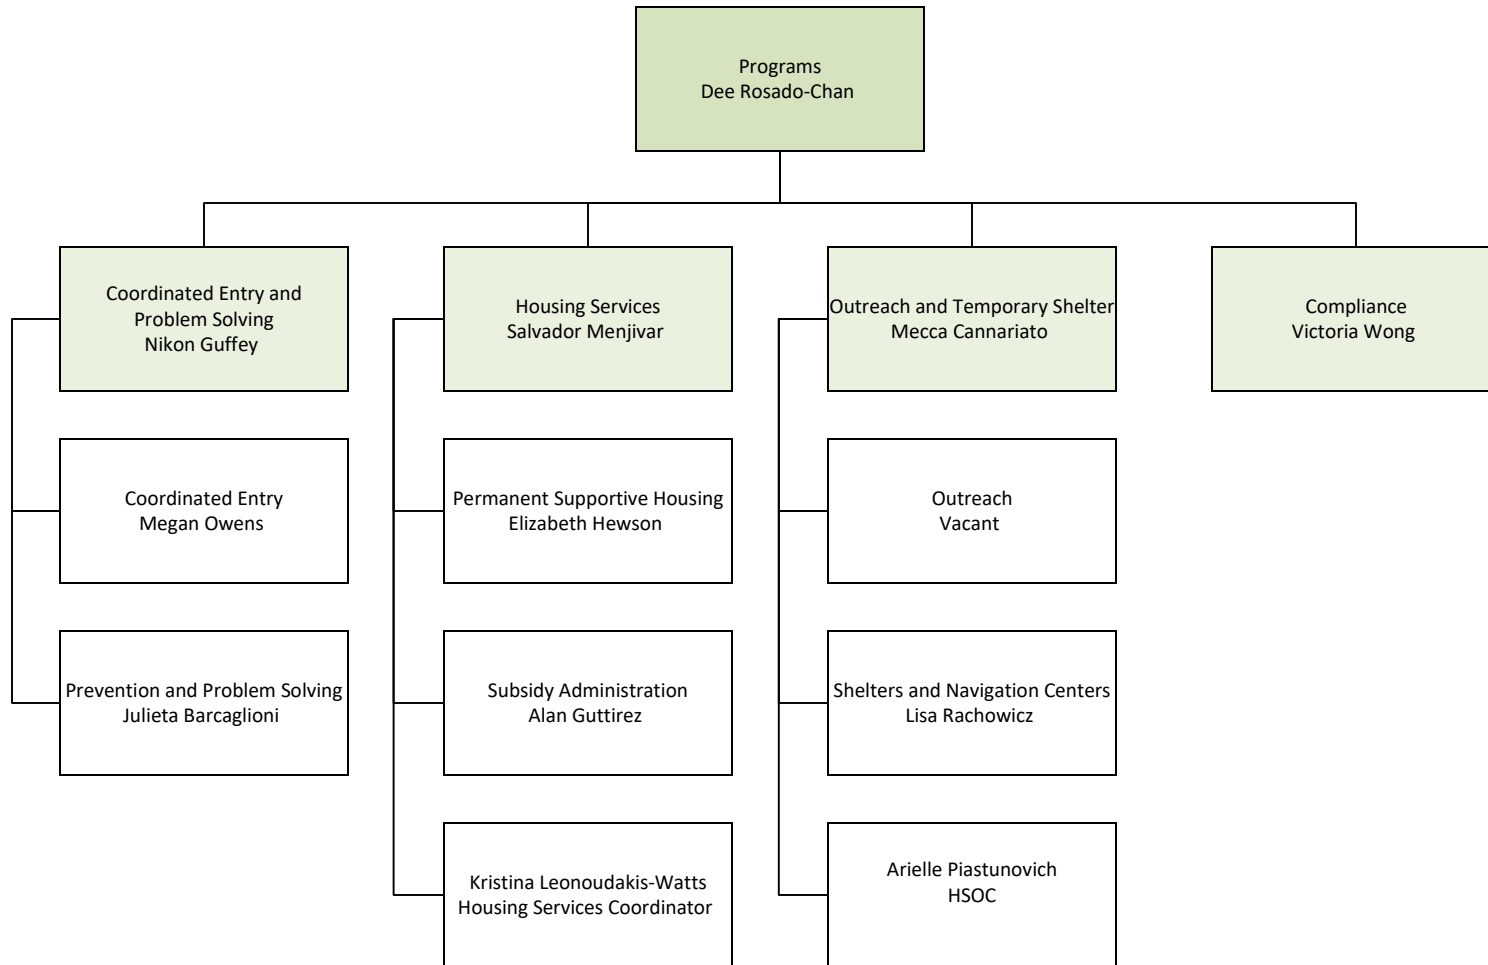 Programs
Dee Rosado-Chan
Coordinated Entry and
Problem Solving
Nikon Guffey
Housing Services
Salvador Menjivar
Outreach and Temporary Shelter
Mecca Cannariato
Compliance
Victoria Wong
Coordinated Entry
Megan Owens
Permanent Supportive Housing
Elizabeth Hewson
Outreach
Vacant
Prevention and Problem Solving
Julieta Barcaglioni
Subsidy Administration
Alan Guttirez
Shelters and Navigation Centers
Lisa Rachowicz
Kristina Leonoudakis-Watts
Housing Services Coordinator
Arielle Piastunovich
HSOC